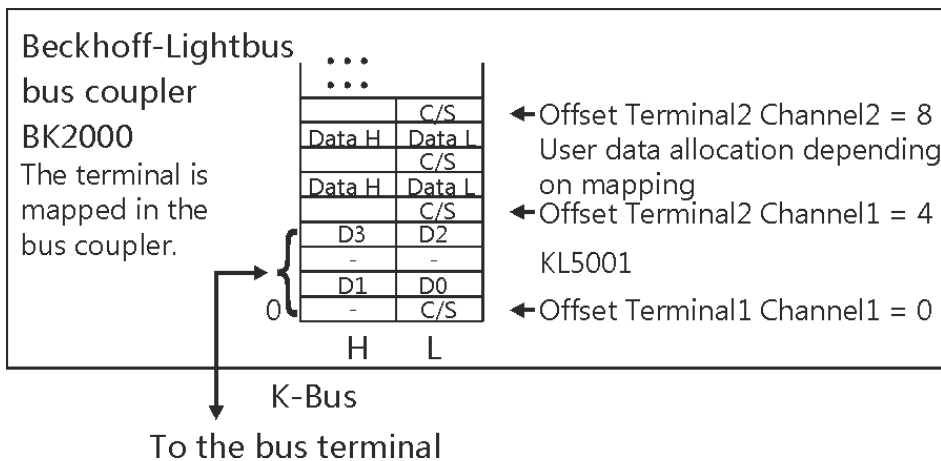 Beckhoff-Lightbus
bus coupler
BK2000
The terminal is
mapped in the
bus coupler.
•••
•••
C/S
Data H Data L
C/S
Data H Data L
C/S
D3 D2
- -
D1 D0
0 - C/S
H L
Offset Terminal2 Channel2 = 8
User data allocation depending
on mapping
Offset Terminal2 Channel1 = 4
KL5001
Offset Terminal1 Channel1 = 0
K-Bus
To the bus terminal